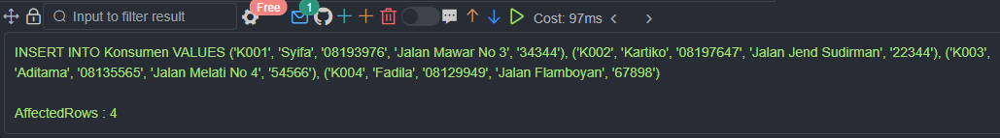 Input to filter result
Free
1
Cost: 97ms
INSERT INTO Konsumen VALUES ('K001', 'Syifa', '08193976', 'Jalan Mawar No 3', '34344'), ('K002', 'Kartiko', '08197647', 'Jalan Jend Sudirman', '22344'), ('K003',
'Aditama', '08135565', 'Jalan Melati No 4', '54566'), ('K004', 'Fadila', '08129949', 'Jalan Flamboyan', '67898')
AffectedRows : 4